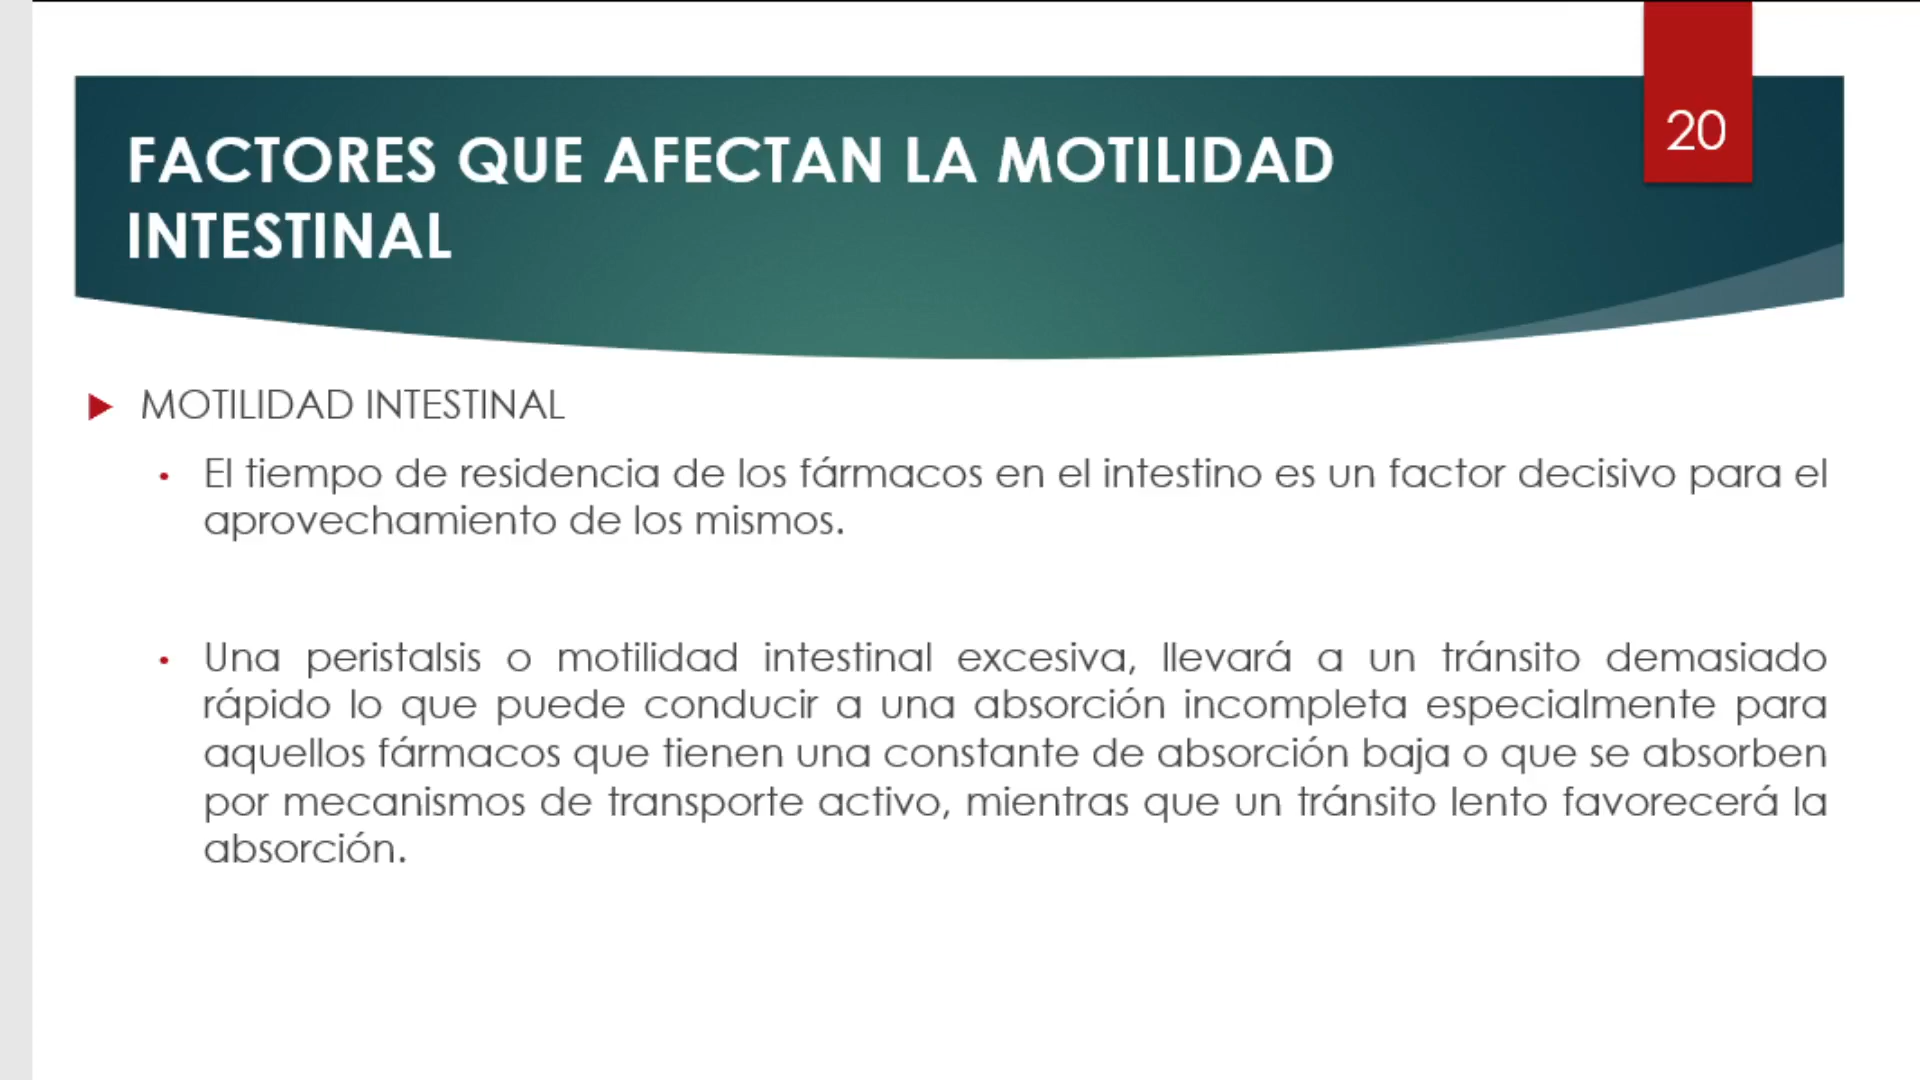 20
FACTORES QUE AFECTAN LA MOTILIDAD
INTESTINAL
MOTILIDAD INTESTINAL
• El tiempo de residencia de los fármacos en el intestino es un factor decisivo para el
aprovechamiento de los mismos.
• Una peristalsis o motilidad intestinal excesiva, llevará a un tránsito demasiado
rápido lo que puede conducir a una absorción incompleta especialmente para
aquellos fármacos que tienen una constante de absorción baja o que se absorben
por mecanismos de transporte activo, mientras que un tránsito lento favorecerá la
absorción.